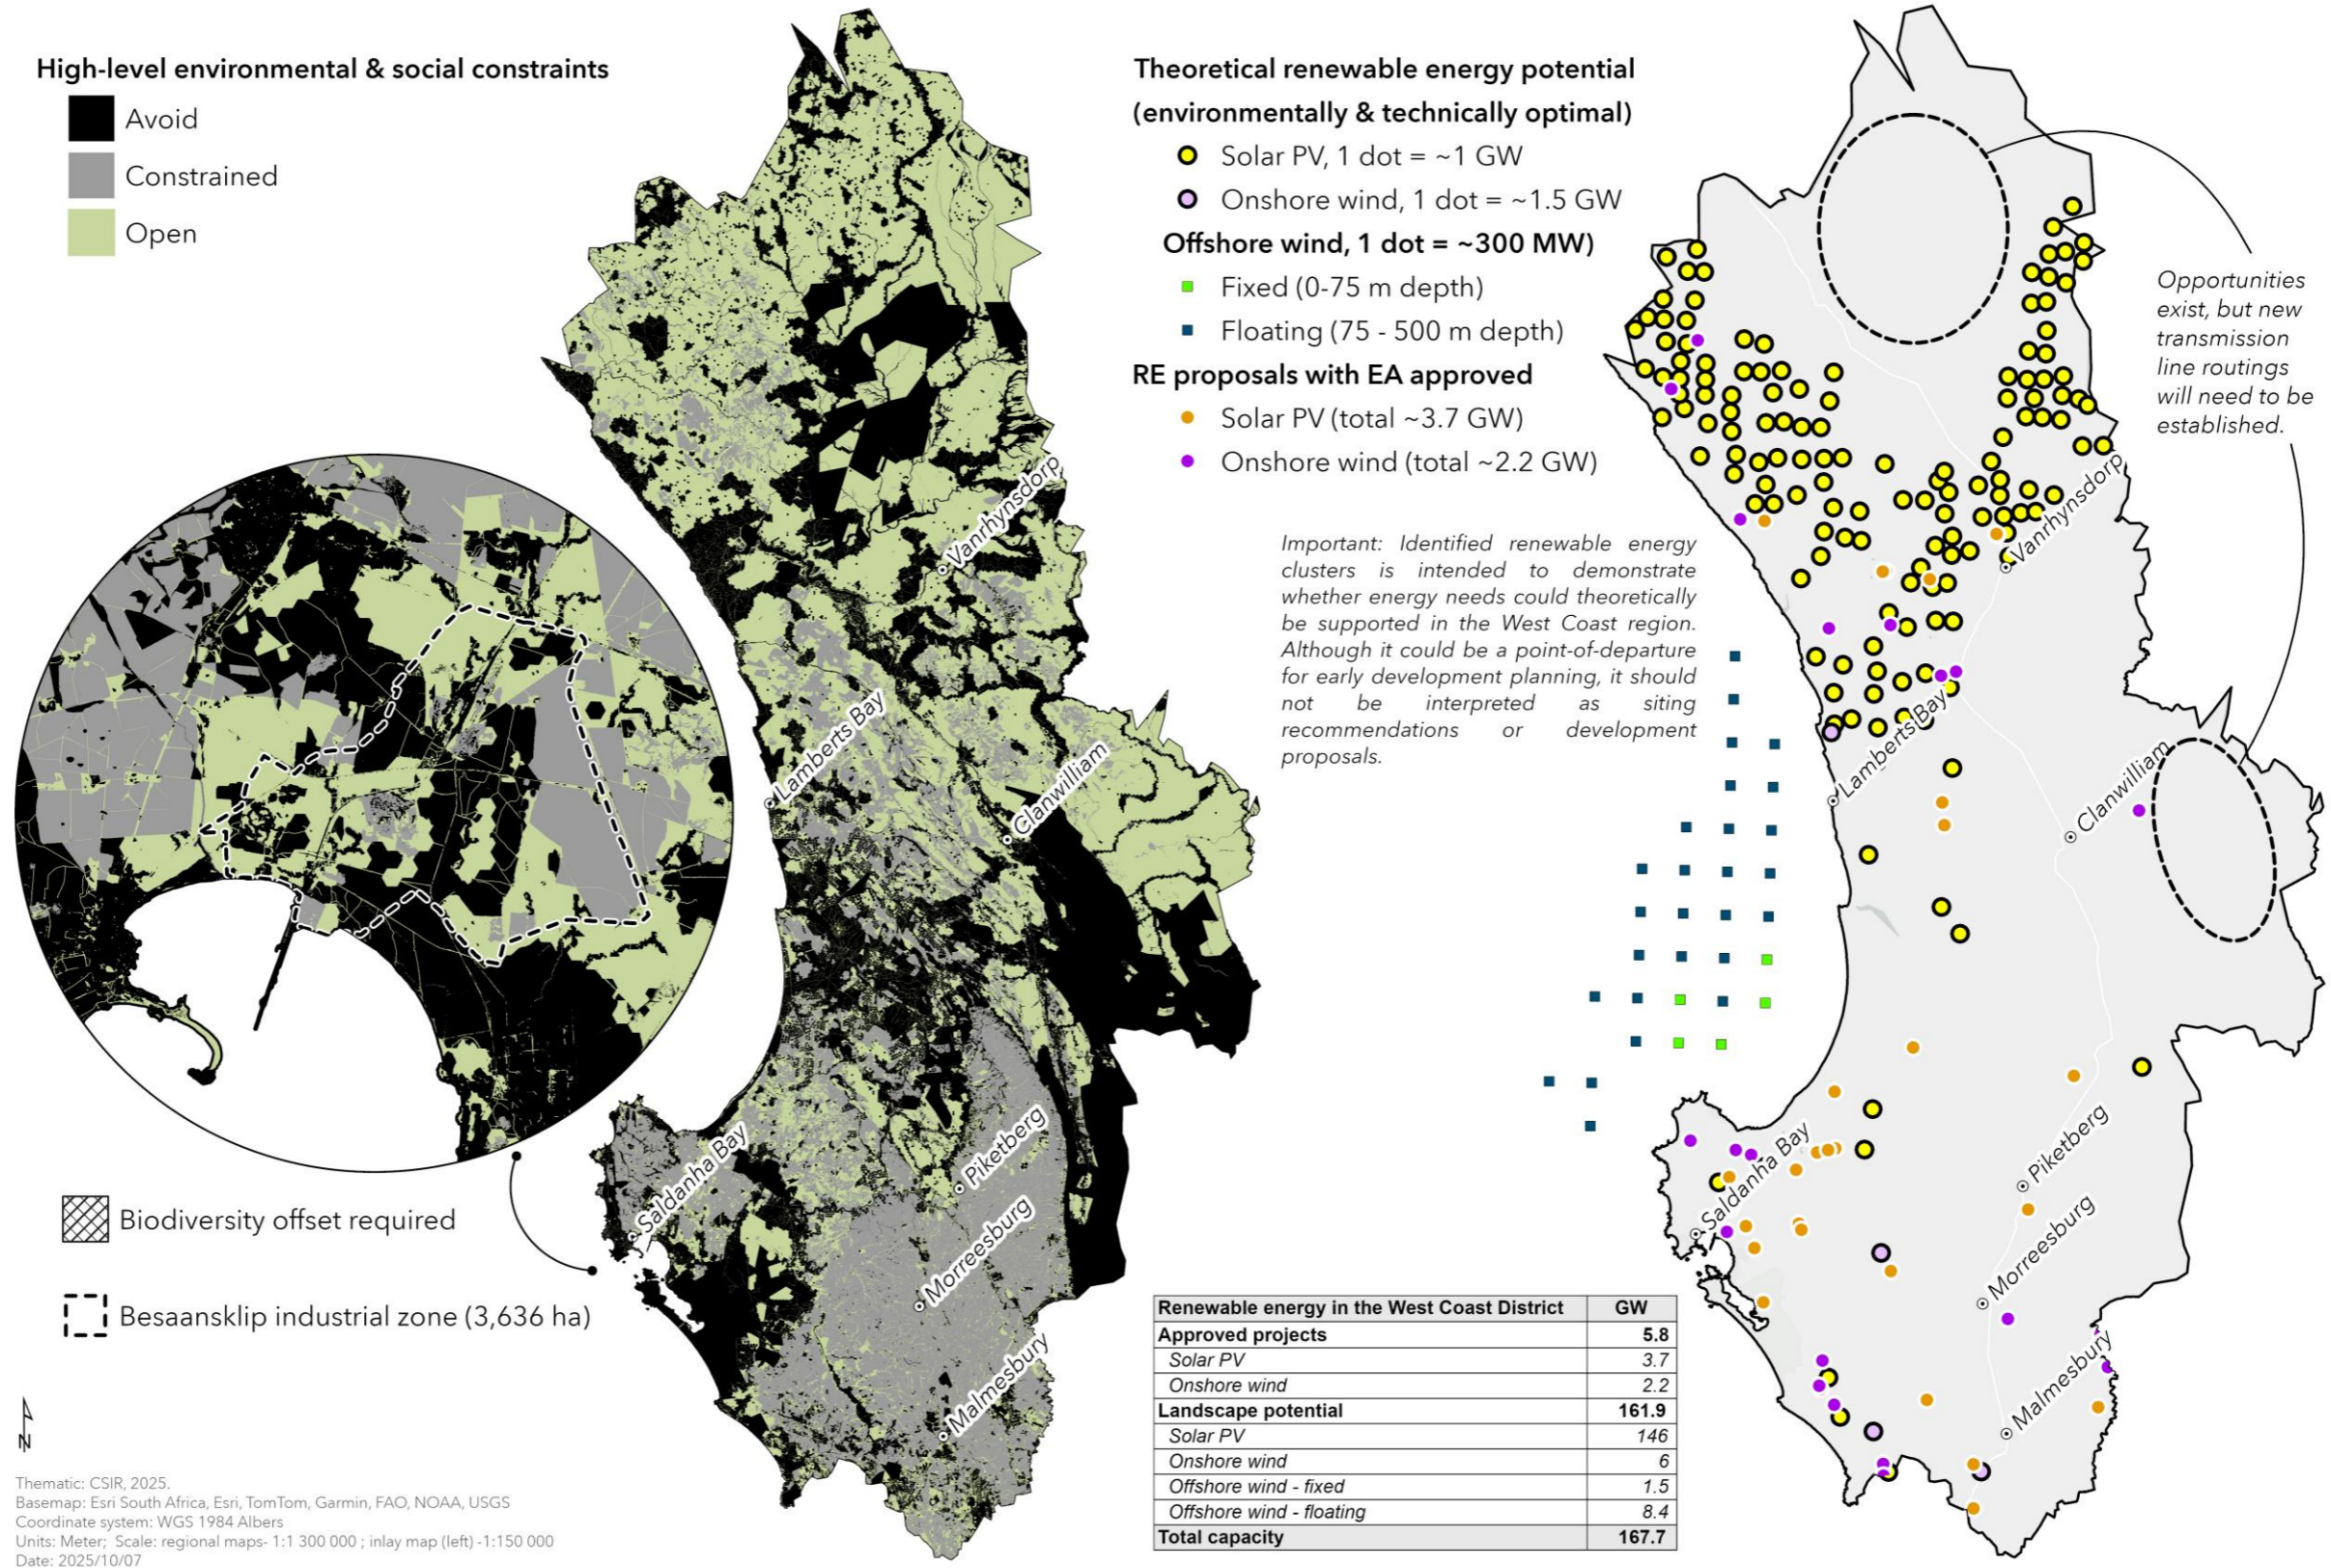 High-level environmental & social constraints
Avoid
Constrained
Open
Vanrhynsdorp
Lamberts Bay
Clanwilliam
Saldanha Bay
Piketberg
Morreesburg
Malmesbury
Biodiversity offset required
Besaansklip industrial zone (3,636 ha)
N
Thematic: CSIR, 2025.
Basemap: Esri South Africa, Esri, TomTom, Garmin, FAO, NOAA, USGS
Coordinate system: WGS 1984 Albers
Units: Meter; Scale: regional maps- 1:1 300 000 ; inlay map (left) -1:150 000
Date: 2025/10/07
Theoretical renewable energy potential
(environmentally & technically optimal)
Solar PV, 1 dot = ~1 GW
Onshore wind, 1 dot = ~1.5 GW
Offshore wind, 1 dot = ~300 MW)
Fixed (0-75 m depth)
Floating (75 - 500 m depth)
RE proposals with EA approved
Solar PV (total ~3.7 GW)
Onshore wind (total ~2.2 GW)
Important: Identified renewable energy
clusters is intended to demonstrate
whether energy needs could theoretically
be supported in the West Coast region.
Although it could be a point-of-departure
for early development planning, it should
not be interpreted as siting
recommendations or development
proposals.
Opportunities
exist, but new
transmission
line routings
will need to be
established.
Vanrhynsdorp
Lamberts Bay
Clanwilliam
Saldanha Bay
Piketberg
Morreesburg
Malmesbury
Renewable energy in the West Coast District GW
Approved projects 5.8
Solar PV 3.7
Onshore wind 2.2
Landscape potential 161.9
Solar PV 146
Onshore wind 6
Offshore wind - fixed 1.5
Offshore wind - floating 8.4
Total capacity 167.7